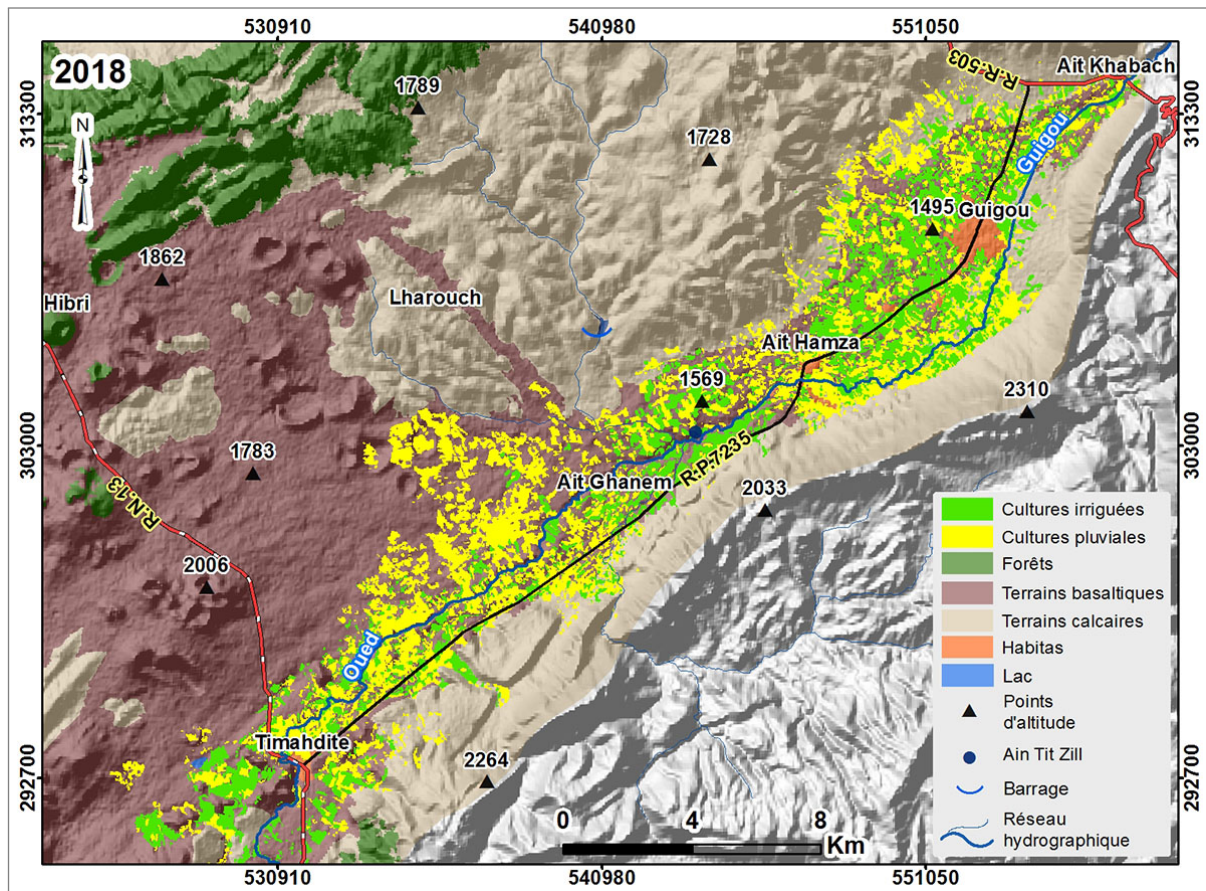 530910
540980
551050
2018
Ait Khabach
R.R.503
1789
313300
313300
N
1728
Guigou
1495
Guigou
1862
Hibri
Lharouch
Ait Hamza
1569
2310
303000
303000
1783
Ait Ghanem
R.P.7235
2033
R.N.13
2006
Oued
Timahdite
2264
292700
292700
0
4
8
Km
Cultures irriguées
Cultures pluviales
Forêts
Terrains basaltiques
Terrains calcaires
Habitas
Lac
Points
d'altitude
Ain Tit Zill
Barrage
Réseau
hydrographique
530910
540980
551050